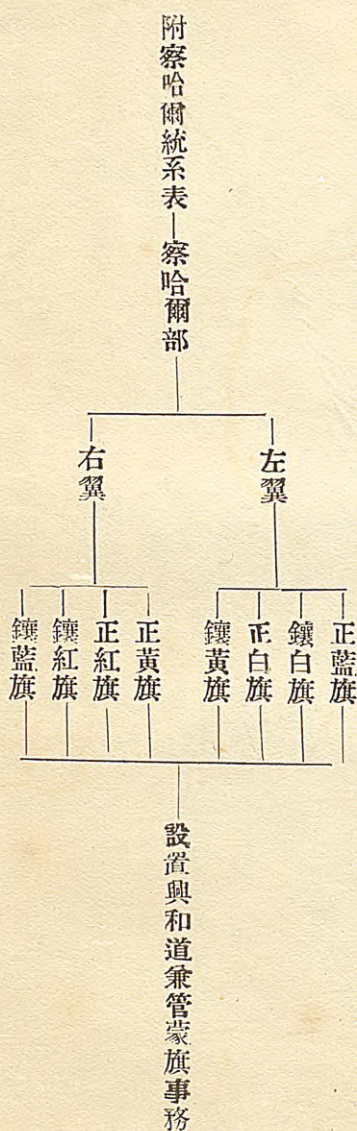 附察哈爾統系表—察哈爾部
左翼
正藍旗
鑲白旗
正白旗
鑲黃旗
右翼
正黃旗
正紅旗
鑲紅旗
鑲藍旗
設置興和道兼管蒙旗事務